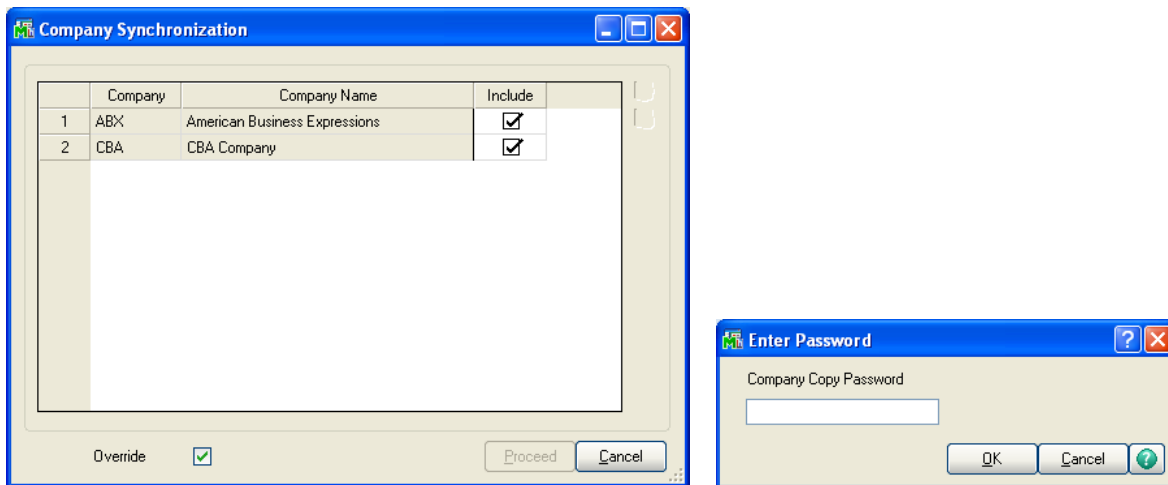 Company Synchronization
Company Company Name Include
1 ABX American Business Expressions
2 CBA CBA Company
Override Proceed Cancel
Enter Password
Company Copy Password
OK Cancel